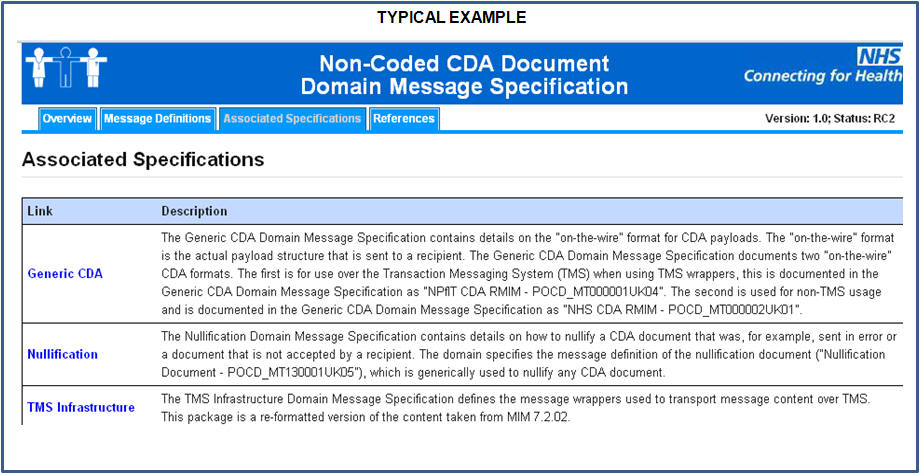 TYPICAL EXAMPLE
Non-Coded CDA Document
Domain Message Specification
NHS
Connecting for Health
Overview
Message Definitions
Associated Specifications
References
Version: 1.0; Status: RC2
Associated Specifications
Link
Description
Generic CDA
The Generic CDA Domain Message Specification contains details on the "on-the-wire" format for CDA payloads. The "on-the-wire" format
is the actual payload structure that is sent to a recipient. The Generic CDA Domain Message Specification documents two "on-the-wire"
CDA formats. The first is for use over the Transaction Messaging System (TMS) when using TMS wrappers, this is documented in the
Generic CDA Domain Message Specification as "NPfIT CDA RMIM - POCD_MT000001UK04". The second is used for non-TMS usage
and is documented in the Generic CDA Domain Message Specification as "NHS CDA RMIM - POCD_MT000002UK01".
Nullification
The Nullification Domain Message Specification contains details on how to nullify a CDA document that was, for example, sent in error or
a document that is not accepted by a recipient. The domain specifies the message definition of the nullification document ("Nullification
Document - POCD_MT130001UK05"), which is generically used to nullify any CDA document.
TMS Infrastructure
The TMS Infrastructure Domain Message Specification defines the message wrappers used to transport message content over TMS.
This package is a re-formatted version of the content taken from MIM 7.2.02.